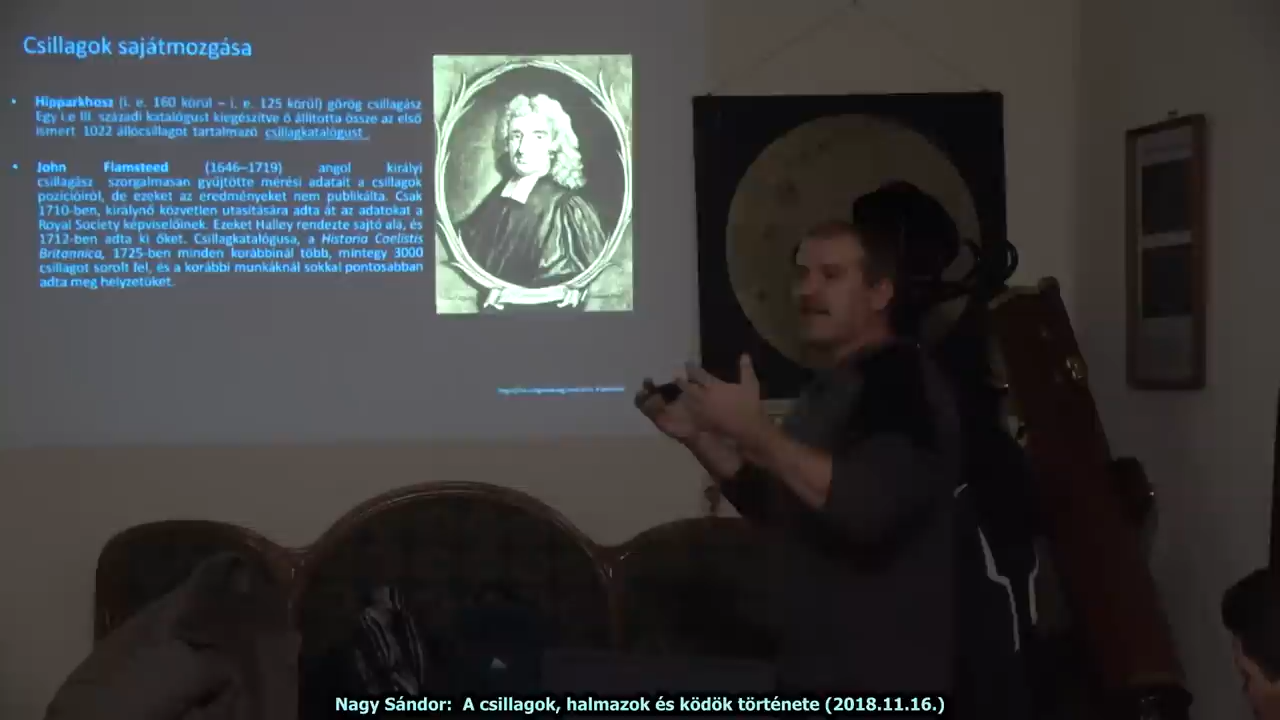 Csillagok sajátmozgása
• Hipparkhosz (i. e. 160 körül – i. e. 125 körül) görög csillagász
Egy i.e III. századi katalógust kiegészítve ő állította össze az első
ismert 1022 állócsillagot tartalmazó csillagkatalógust.
• John Flamsteed (1646–1719) angol királyi
csillagász szorgalmasan gyűjtötte mérési adatait a csillagok
pozícióiról, de ezeket az eredményeket nem publikálta. Csak
1710-ben, királynő közvetlen utasítására adta át az adatokat a
Royal Society képviselőinek. Ezeket Halley rendezte sajtó alá, és
1712-ben adta ki őket. Csillagkatalógusa, a Historia Coelistis
Britannica, 1725-ben minden korábbinál több, mintegy 3000
csillagot sorolt fel, és a korábbi munkáknál sokkal pontosabban
adta meg helyzetüket.
Nagy Sándor: A csillagok, halmazok és ködök története (2018.11.16.)